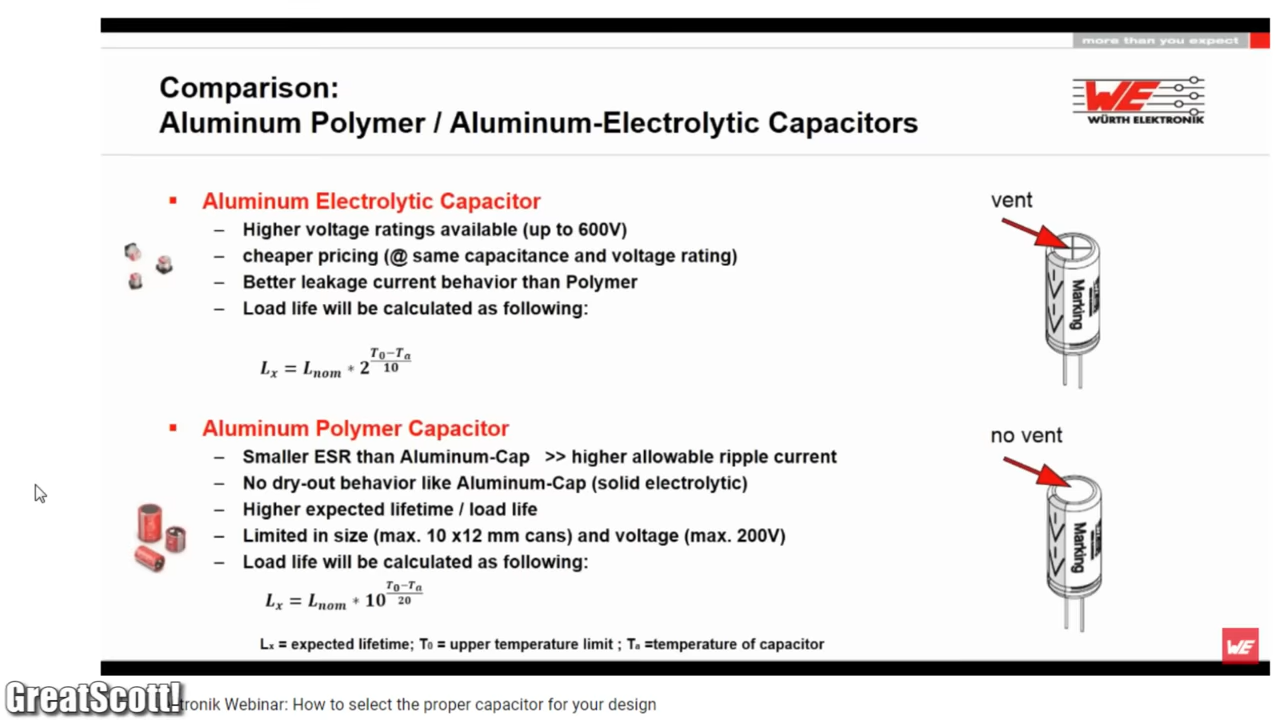 more than you expect
Comparison:
Aluminum Polymer / Aluminum-Electrolytic Capacitors
WE
WÜRTH ELEKTRONIK
▪ Aluminum Electrolytic Capacitor
– Higher voltage ratings available (up to 600V)
– cheaper pricing (@ same capacitance and voltage rating)
– Better leakage current behavior than Polymer
– Load life will be calculated as following:
Lₓ = Lₙₒₘ * 2^((T₀−Tₐ)/10)
vent
Marking
▪ Aluminum Polymer Capacitor
– Smaller ESR than Aluminum-Cap >> higher allowable ripple current
– No dry-out behavior like Aluminum-Cap (solid electrolytic)
– Higher expected lifetime / load life
– Limited in size (max. 10 x12 mm cans) and voltage (max. 200V)
– Load life will be calculated as following:
Lₓ = Lₙₒₘ * 10^((T₀−Tₐ)/20)
Lₓ = expected lifetime; T₀ = upper temperature limit ; Tₐ =temperature of capacitor
no vent
Marking
WE
GreatScott!
tronik Webinar: How to select the proper capacitor for your design